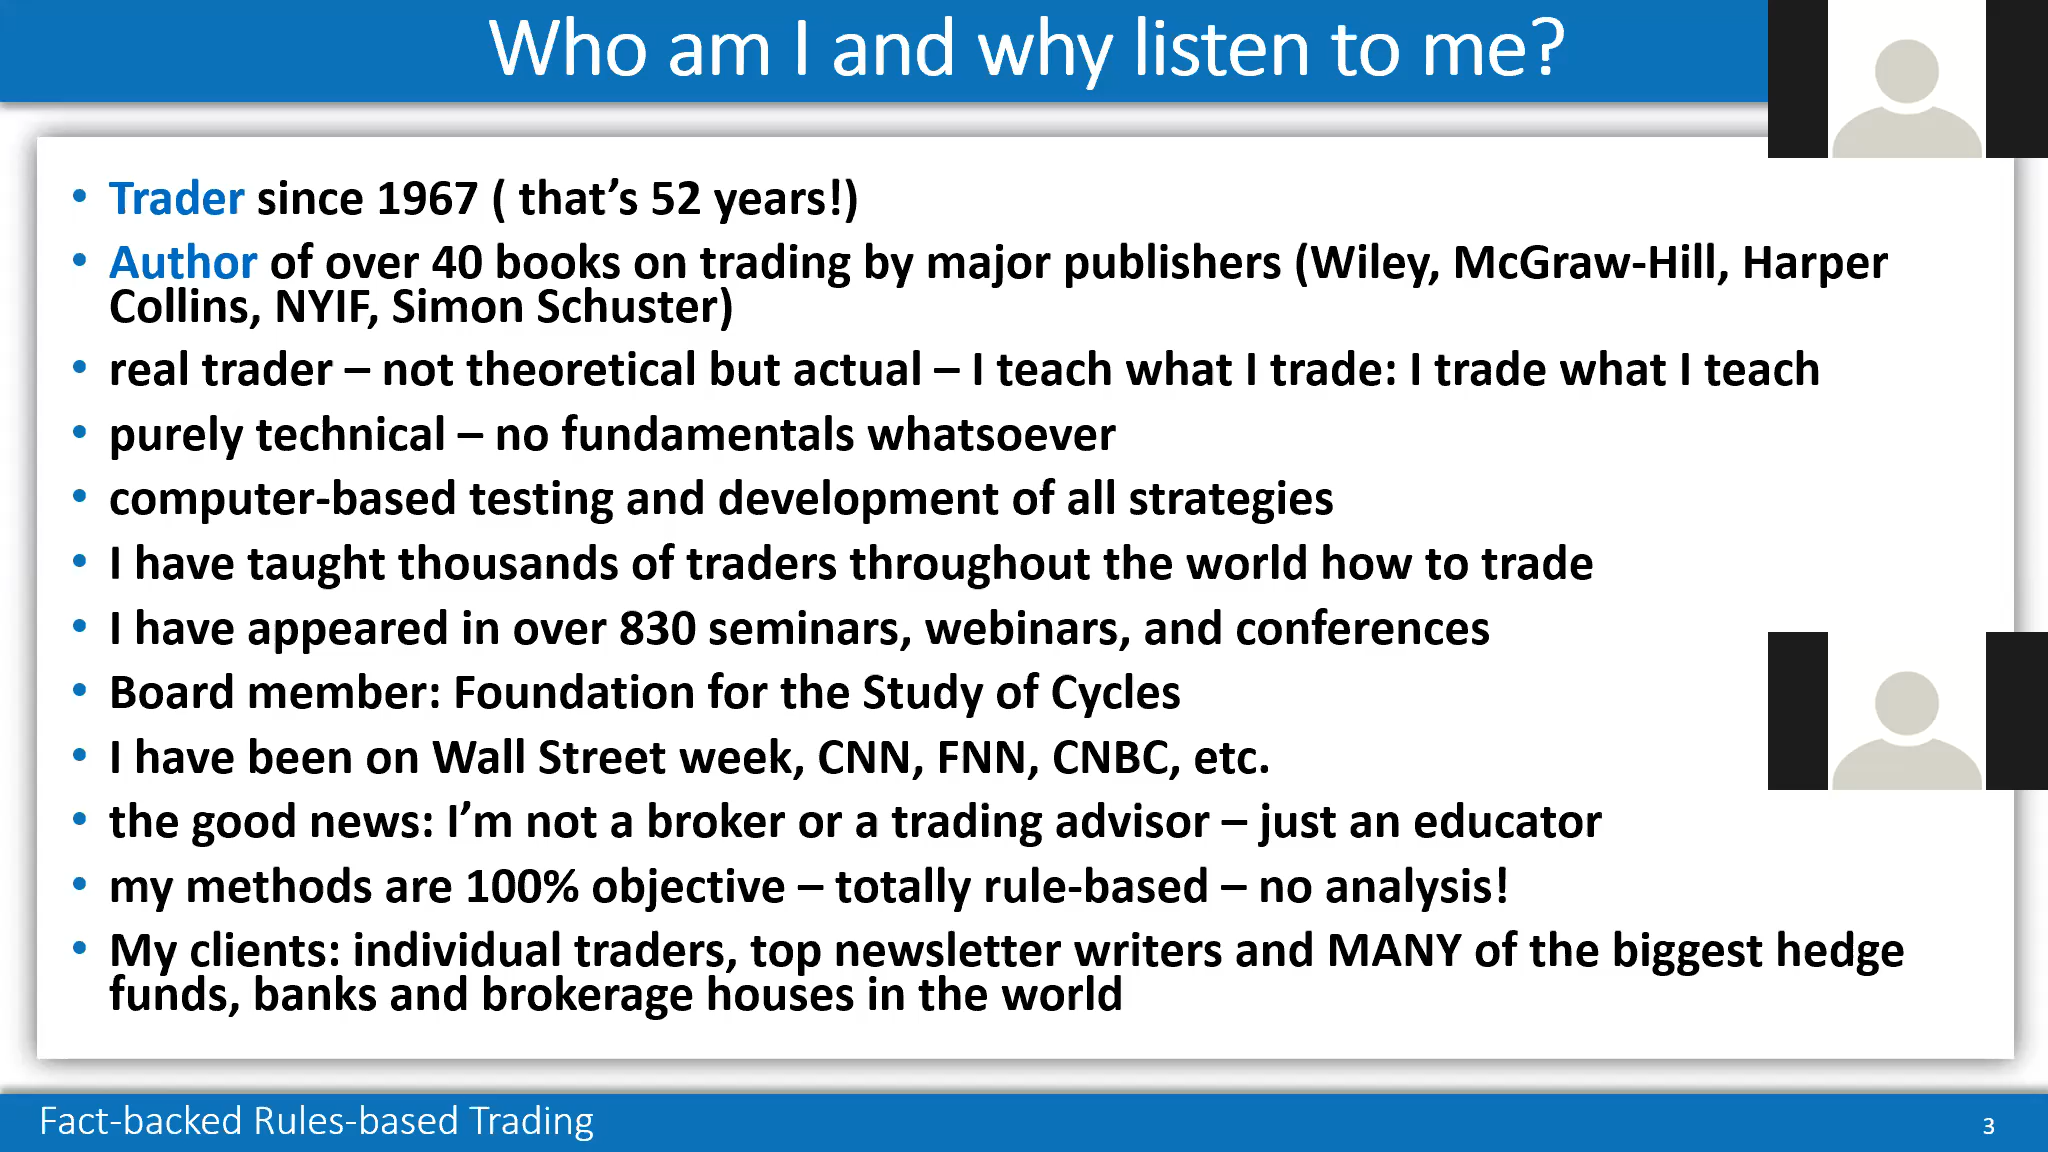 Who am I and why listen to me?
• Trader since 1967 ( that’s 52 years!)
• Author of over 40 books on trading by major publishers (Wiley, McGraw-Hill, Harper
Collins, NYIF, Simon Schuster)
• real trader – not theoretical but actual – I teach what I trade: I trade what I teach
• purely technical – no fundamentals whatsoever
• computer-based testing and development of all strategies
• I have taught thousands of traders throughout the world how to trade
• I have appeared in over 830 seminars, webinars, and conferences
• Board member: Foundation for the Study of Cycles
• I have been on Wall Street week, CNN, FNN, CNBC, etc.
• the good news: I’m not a broker or a trading advisor – just an educator
• my methods are 100% objective – totally rule-based – no analysis!
• My clients: individual traders, top newsletter writers and MANY of the biggest hedge
funds, banks and brokerage houses in the world
Fact-backed Rules-based Trading
3